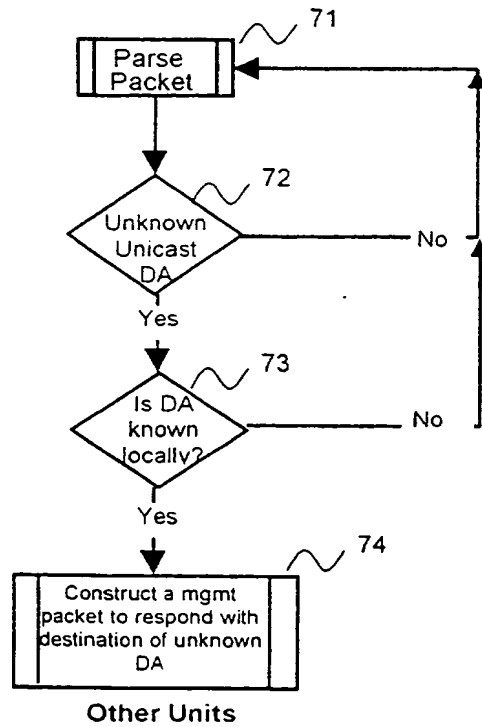 71
Parse
Packet
72
Unknown
Unicast
DA
No
Yes
73
Is DA
known
locally?
No
Yes
74
Construct a mgmt
packet to respond with
destination of unknown
DA
Other Units